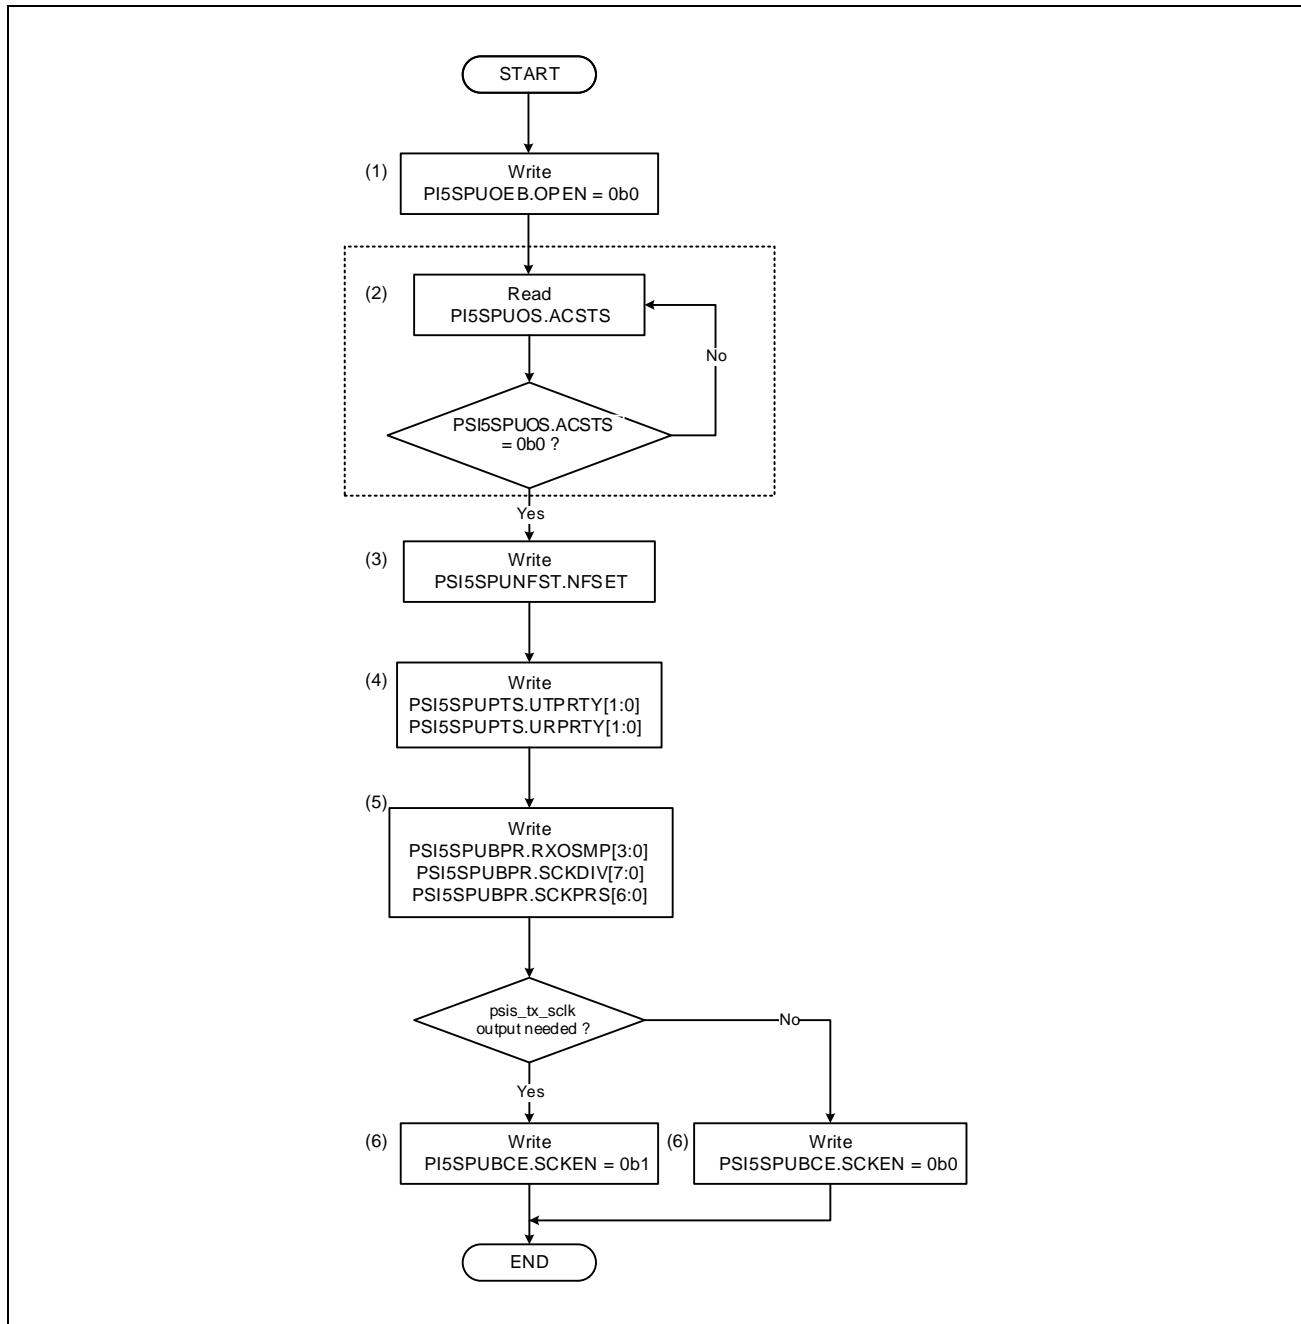 START
(1)
Write
PI5SPUOEB.OPEN = 0b0
(2)
Read
PI5SPUOS.ACSTS
No
PSI5SPUOS.ACSTS
= 0b0 ?
Yes
(3)
Write
PSI5SPUNFST.NFSET
(4)
Write
PSI5SPUPTS.UTPRTY[1:0]
PSI5SPUPTS.URPRTY[1:0]
(5)
Write
PSI5SPUBPR.RXOSMP[3:0]
PSI5SPUBPR.SCKDIV[7:0]
PSI5SPUBPR.SCKPRS[6:0]
psis_tx_sclk
output needed ?
No
Yes
(6)
Write
PI5SPUBCE.SCKEN = 0b1
(6)
Write
PSI5SPUBCE.SCKEN = 0b0
END